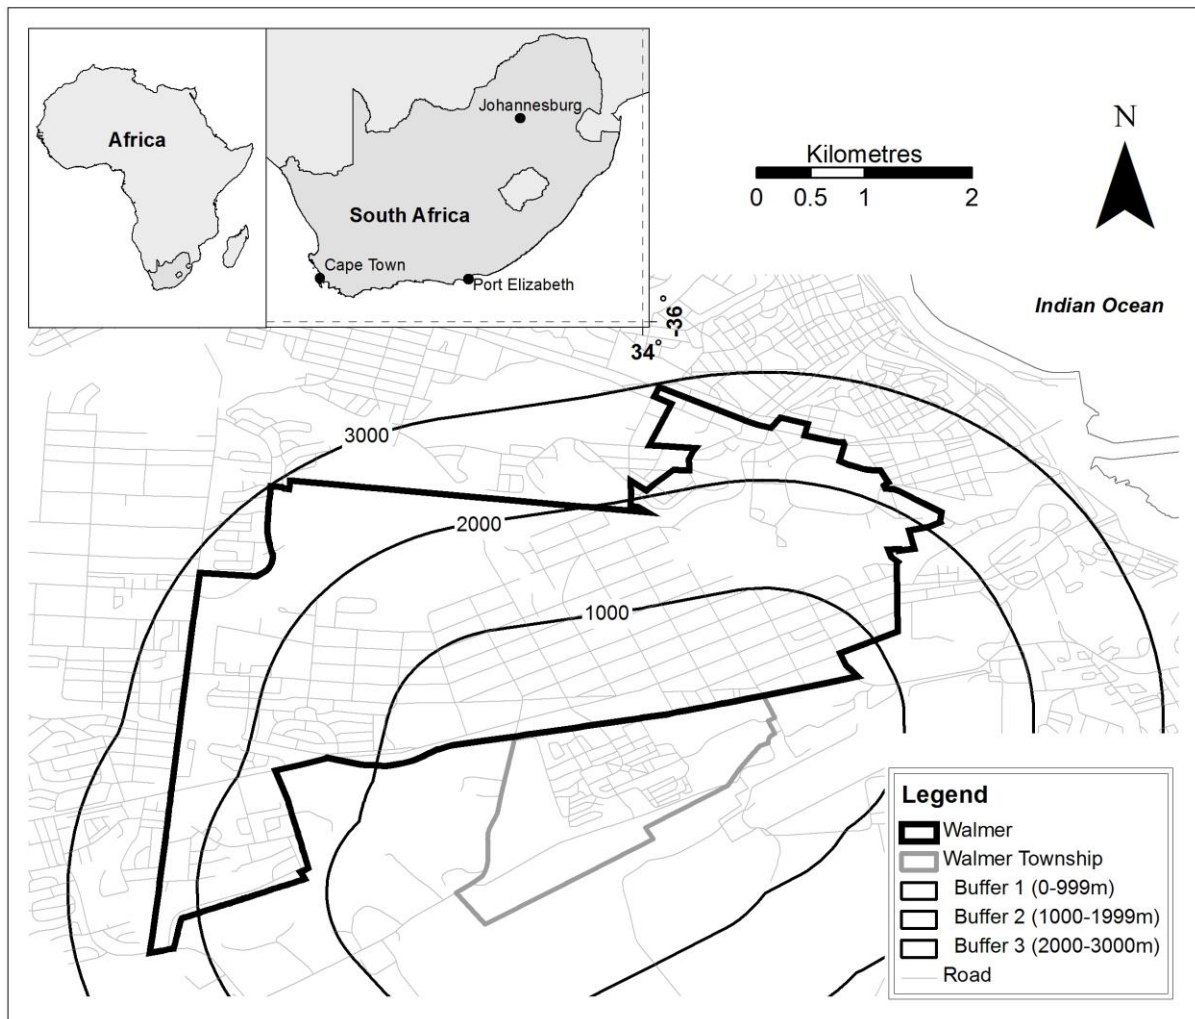 Africa
Johannesburg
South Africa
Cape Town
Port Elizabeth
34°
-36°
Kilometres
0 0.5 1 2
N
Indian Ocean
3000
2000
1000
Legend
Walmer
Walmer Township
Buffer 1 (0-999m)
Buffer 2 (1000-1999m)
Buffer 3 (2000-3000m)
Road